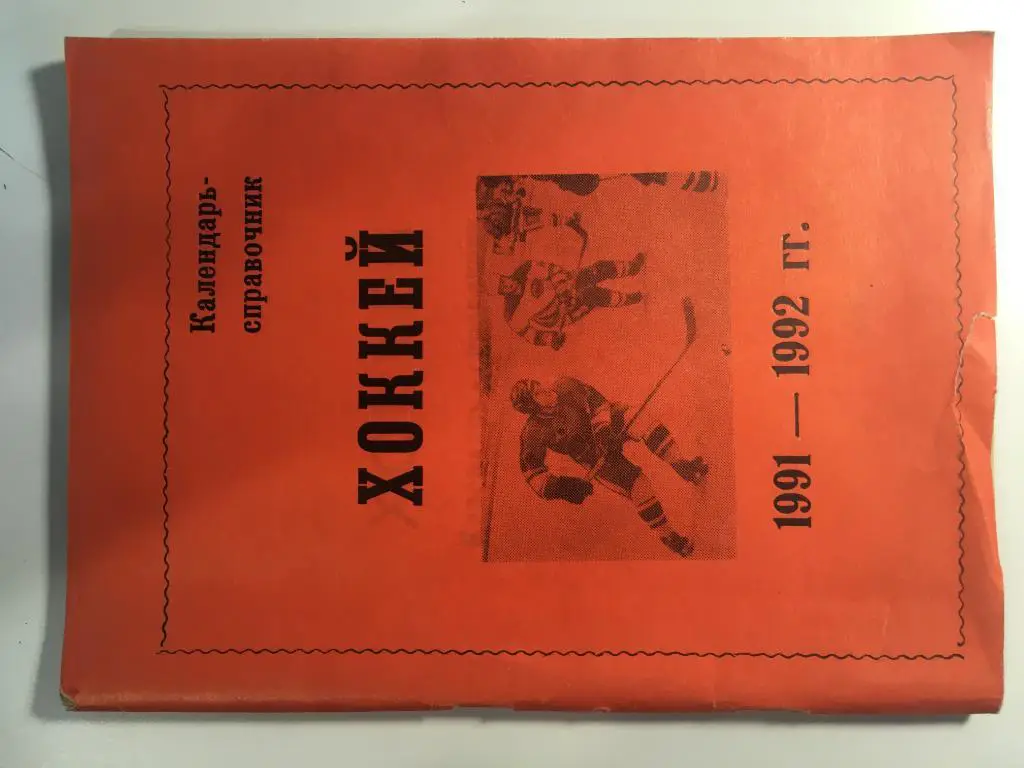 Календарь-
справочник
ХОККЕЙ
1991 — 1992 гг.